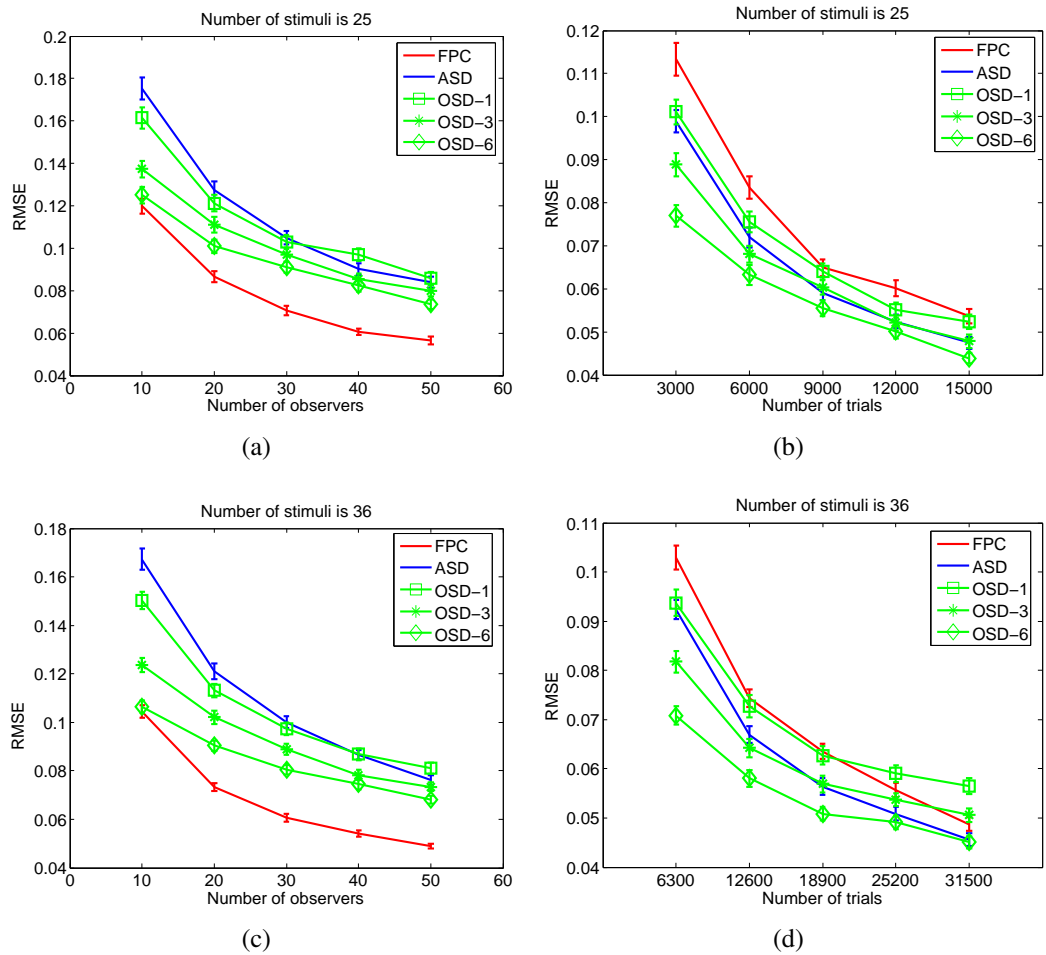 Number of stimuli is 25
0.2
0.18
0.16
0.14
0.12
0.1
0.08
0.06
0.04
RMSE
FPC
ASD
OSD−1
OSD−3
OSD−6
0 10 20 30 40 50 60
Number of observers
(a)
Number of stimuli is 25
0.12
0.11
0.1
0.09
0.08
0.07
0.06
0.05
0.04
RMSE
FPC
ASD
OSD−1
OSD−3
OSD−6
3000 6000 9000 12000 15000
Number of trials
(b)
Number of stimuli is 36
0.18
0.16
0.14
0.12
0.1
0.08
0.06
0.04
RMSE
FPC
ASD
OSD−1
OSD−3
OSD−6
0 10 20 30 40 50 60
Number of observers
(c)
Number of stimuli is 36
0.11
0.1
0.09
0.08
0.07
0.06
0.05
0.04
RMSE
FPC
ASD
OSD−1
OSD−3
OSD−6
6300 12600 18900 25200 31500
Number of trials
(d)